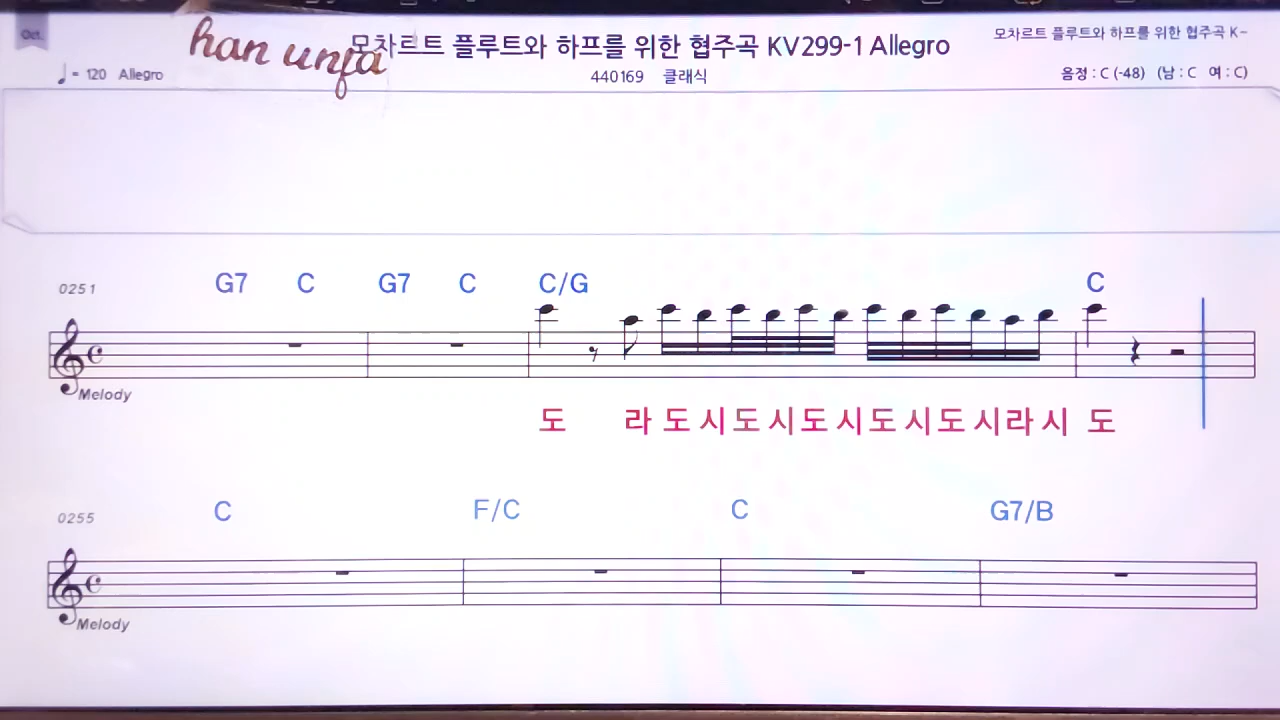 Oct.
han unfa
모차르트 플루트와 하프를 위한 협주곡 KV299-1 Allegro
모차르트 플루트와 하프를 위한 협주곡 K~
♩ = 120 Allegro
440169 클래식
음정 : C (-48) (남 : C 여 : C)
0251 G7 C G7 C C/G C
Melody
도 라 도 시 도 시 도 시 도 시 도 시 라 시 도
0255 C F/C C G7/B
Melody